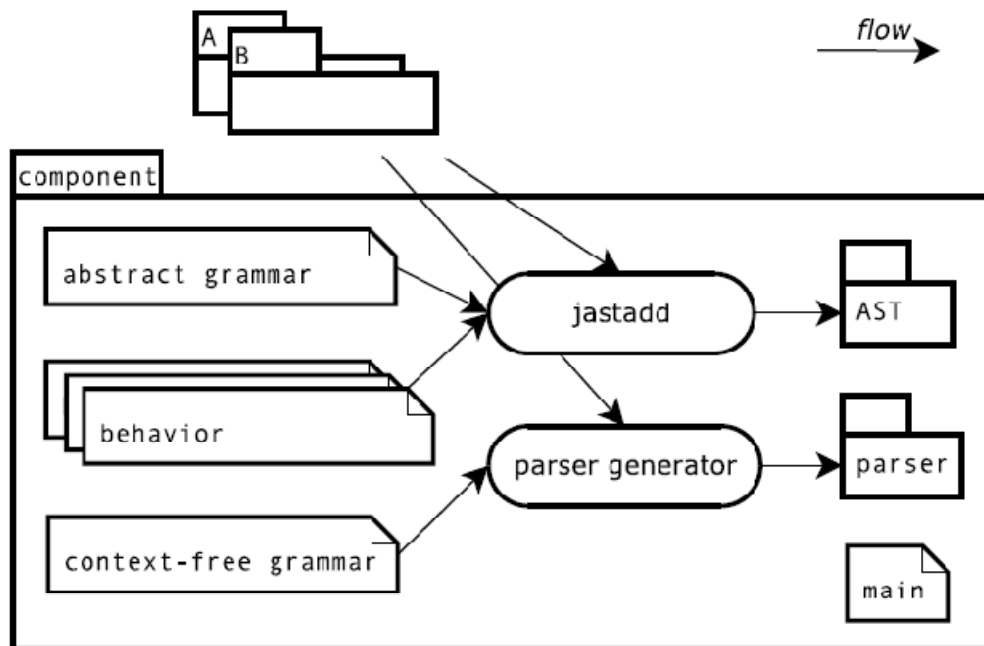 A
B
flow
component
abstract grammar
jastadd
AST
behavior
parser generator
parser
context-free grammar
main